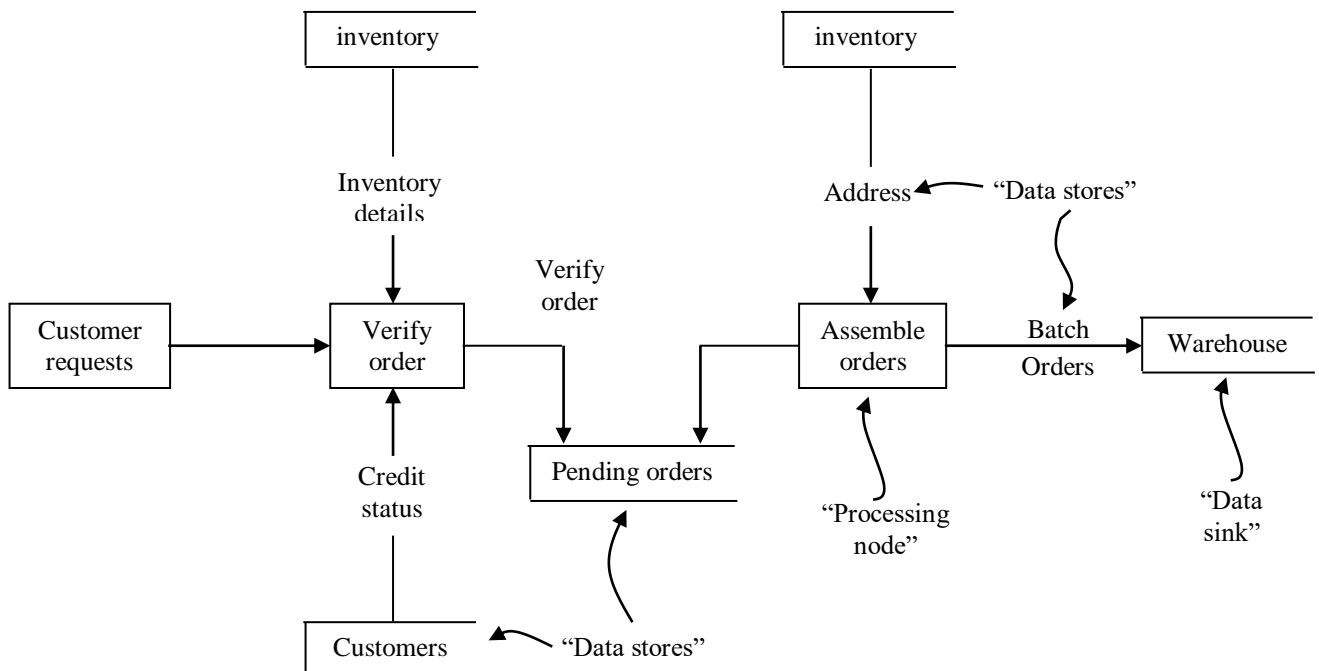 inventory
inventory
Inventory
details
Address
“Data stores”
Verify
order
Customer
requests
Verify
order
Assemble
orders
Batch
Orders
Warehouse
Credit
status
Pending orders
“Processing
node”
“Data
sink”
Customers
“Data stores”